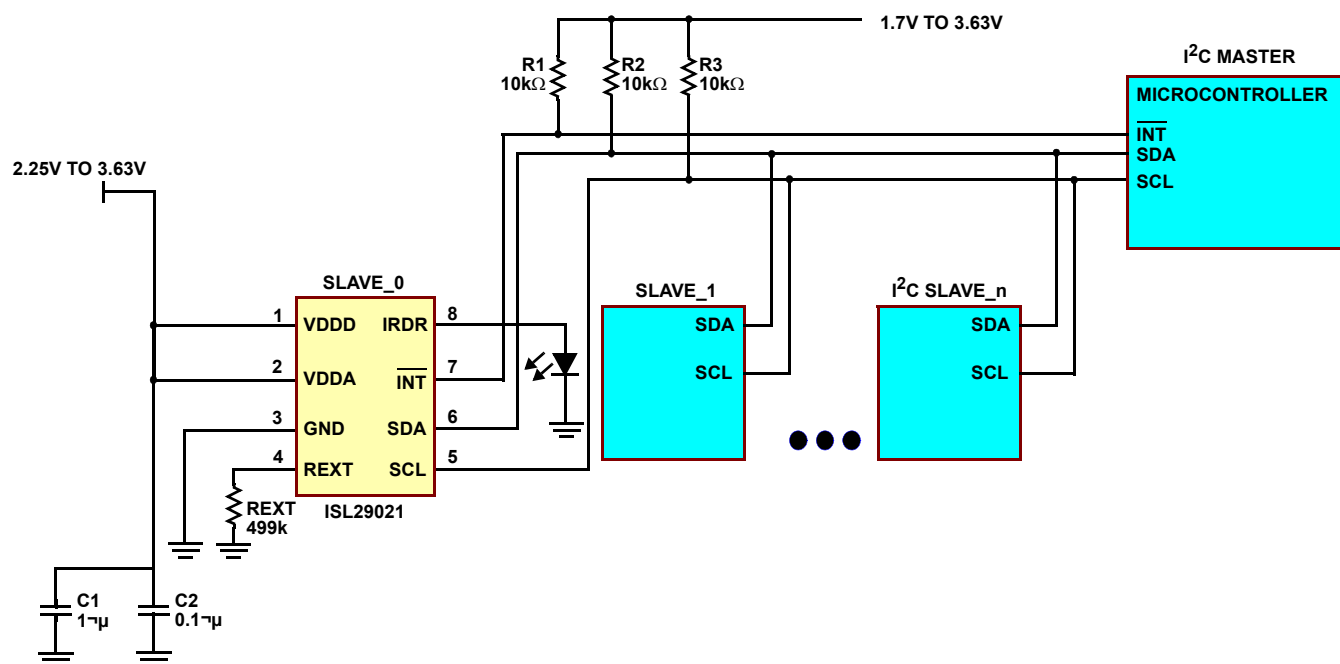 1.7V TO 3.63V
R1
10kΩ
R2
10kΩ
R3
10kΩ
I²C MASTER
MICROCONTROLLER
I̅N̅T̅
SDA
SCL
2.25V TO 3.63V
SLAVE_0
1
VDDD
IRDR
8
2
VDDA
I̅N̅T̅
7
3
GND
SDA
6
4
REXT
SCL
5
ISL29021
REXT
499k
SLAVE_1
SDA
SCL
I²C SLAVE_n
SDA
SCL
C1
1¬µ
C2
0.1¬µ